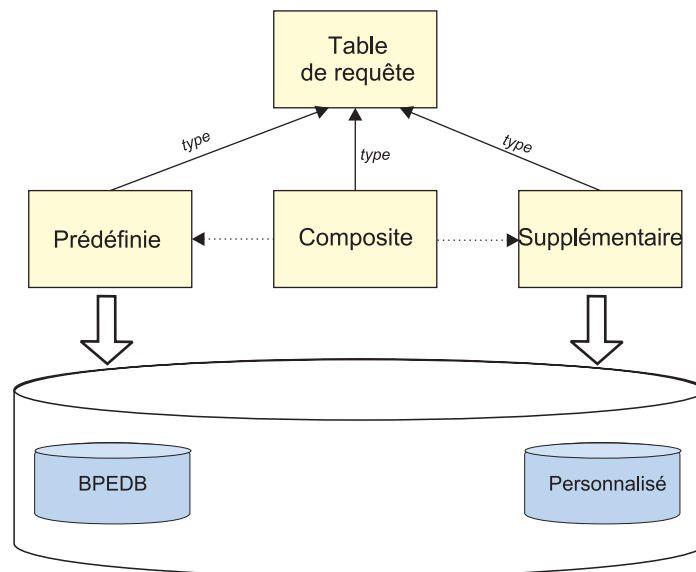 Table
de requête
type
type
type
Prédéfinie
Composite
Supplémentaire
BPEDB
Personnalisé